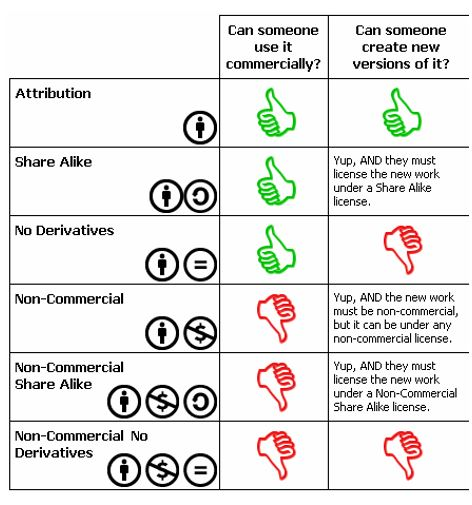 Can someone
use it
commercially?
Can someone
create new
versions of it?
Attribution
Share Alike
Yup, AND they must
license the new work
under a Share Alike
license.
No Derivatives
=
Non-Commercial
$
Yup, AND the new work
must be non-commercial,
but it can be under any
non-commercial license.
Non-Commercial
Share Alike
$
Yup, AND they must
license the new work
under a Non-Commercial
Share Alike license.
Non-Commercial No
Derivatives
$ =